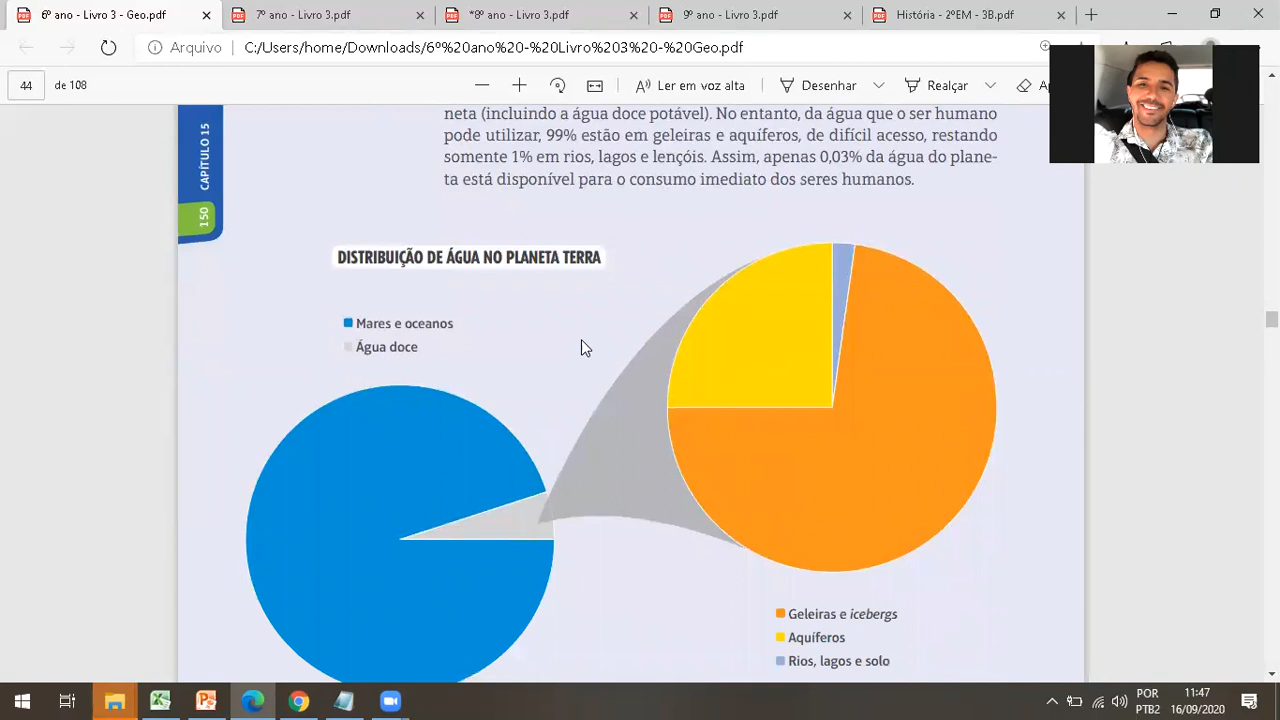 6º ano - Livro 3 - Geo.pdf
7º ano - Livro 3.pdf
*8º ano - Livro 3.pdf
9º ano - Livro 3.pdf
História - 2ºEM - 3B.pdf
Arquivo
C:/Users/home/Downloads/6º%20ano%20-%20Livro%203%20-%20Geo.pdf
44 de 108
Ler em voz alta
Desenhar
Realçar
neta (incluindo a água doce potável). No entanto, da água que o ser humano
pode utilizar, 99% estão em geleiras e aquíferos, de difícil acesso, restando
somente 1% em rios, lagos e lençóis. Assim, apenas 0,03% da água do plane-
ta está disponível para o consumo imediato dos seres humanos.
CAPÍTULO 15
150
DISTRIBUIÇÃO DE ÁGUA NO PLANETA TERRA
Mares e oceanos
Água doce
Geleiras e icebergs
Aquíferos
Rios, lagos e solo
POR
PTB2
11:47
16/09/2020